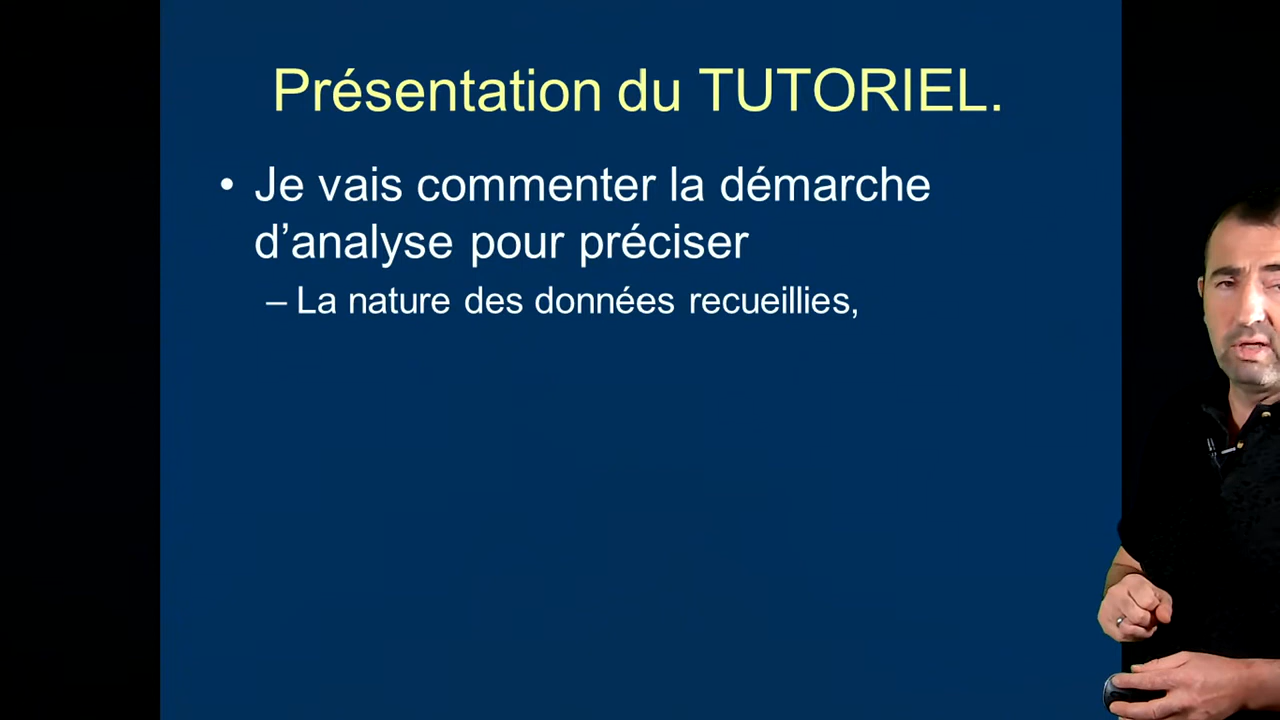 Présentation du TUTORIEL.
• Je vais commenter la démarche
d’analyse pour préciser
– La nature des données recueillies,